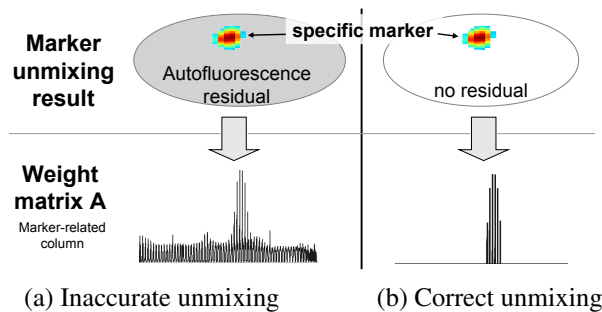 Marker
unmixing
result
specific marker
Autofluorescence
residual
no residual
Weight
matrix A
Marker-related
column
(a) Inaccurate unmixing
(b) Correct unmixing